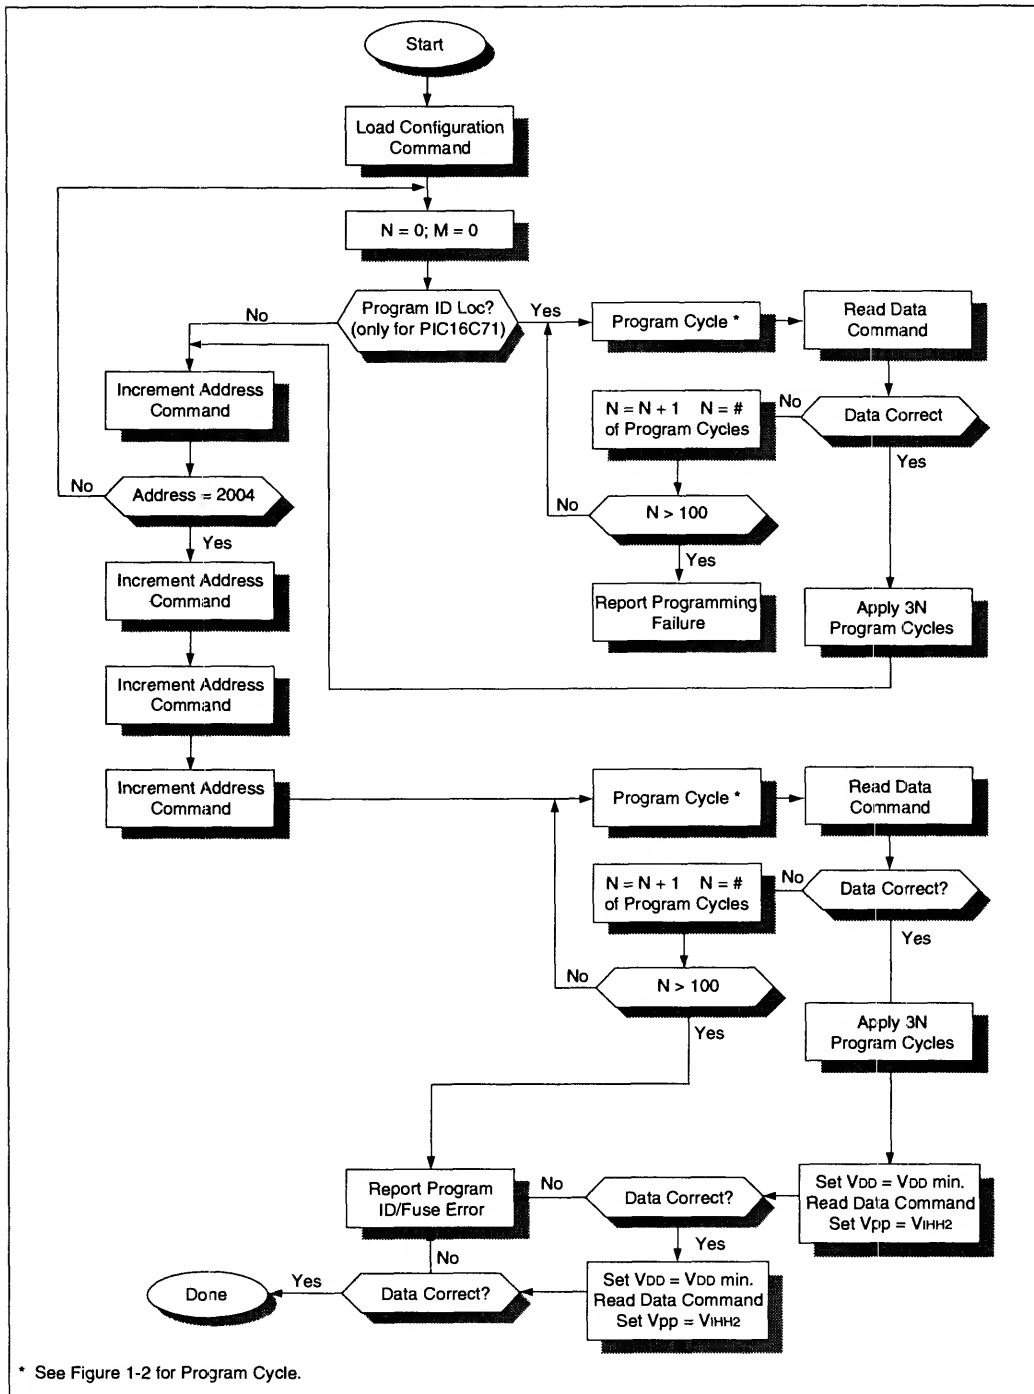 Start
Load Configuration
Command
N = 0; M = 0
Program ID Loc?
(only for PIC16C71)
No
Yes
Program Cycle *
Read Data
Command
Increment Address
Command
N = N + 1 N = #
of Program Cycles
No
Data Correct
Yes
No
Address = 2004
Yes
No
N > 100
Yes
Increment Address
Command
Report Programming
Failure
Apply 3N
Program Cycles
Increment Address
Command
Increment Address
Command
Program Cycle *
Read Data
Command
N = N + 1 N = #
of Program Cycles
No
Data Correct?
Yes
No
N > 100
Yes
Apply 3N
Program Cycles
Report Program
ID/Fuse Error
No
Data Correct?
Set VDD = VDD min.
Read Data Command
Set Vpp = VIHH2
Yes
No
Done
Yes
Data Correct?
Set VDD = VDD min.
Read Data Command
Set Vpp = VIHH2
* See Figure 1-2 for Program Cycle.